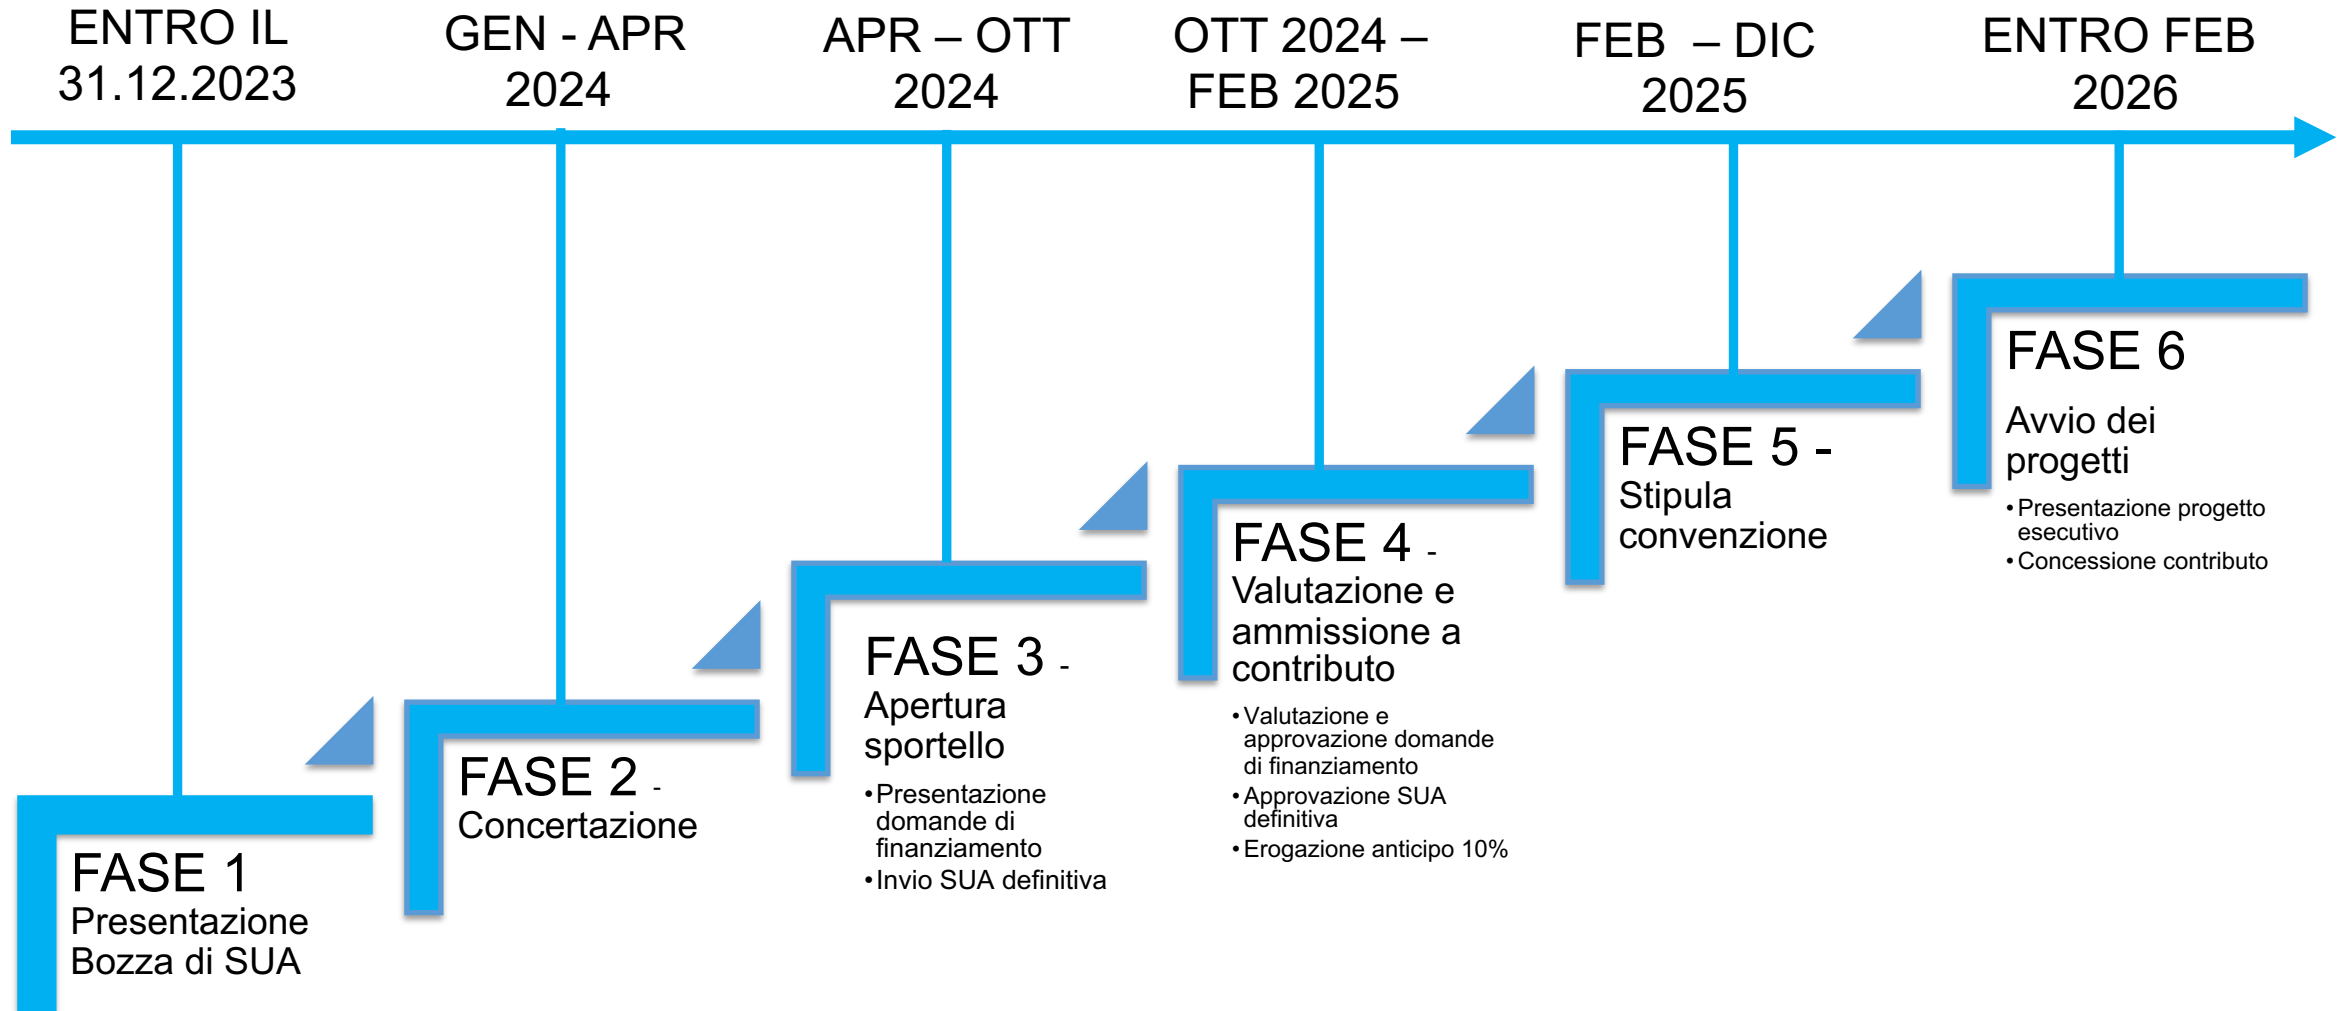 ENTRO IL
31.12.2023
GEN - APR
2024
APR – OTT
2024
OTT 2024 –
FEB 2025
FEB – DIC
2025
ENTRO FEB
2026
FASE 1
Presentazione
Bozza di SUA
FASE 2 -
Concertazione
FASE 3 -
Apertura
sportello
•Presentazione
domande di
finanziamento
•Invio SUA definitiva
FASE 4 -
Valutazione e
ammissione a
contributo
•Valutazione e
approvazione domande
di finanziamento
•Approvazione SUA
definitiva
•Erogazione anticipo 10%
FASE 5 -
Stipula
convenzione
FASE 6
Avvio dei
progetti
•Presentazione progetto
esecutivo
•Concessione contributo